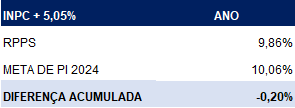 INPC + 5,05% ANO
RPPS 9,86%
META DE PI 2024 10,06%
DIFERENÇA ACUMULADA -0,20%